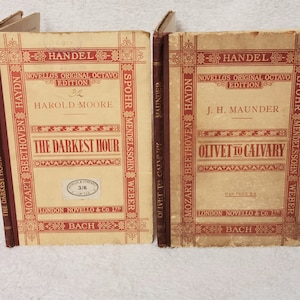 HANDEL
NOVELLO'S ORIGINAL OCTAVO
EDITION
HAROLD MOORE
THE DARKEST HOUR
3/6
LONDON: NOVELLO & CO. LTD
BACH
HAYDN
BEETHOVEN
MOZART
SPOHR
MENDELSSOHN
WEBER
THE DARKEST HOUR
HANDEL
NOVELLO'S ORIGINAL OCTAVO
EDITION
J. H. MAUNDER
OLIVET TO CALVARY
LONDON: NOVELLO & CO. LTD
BACH
HAYDN
BEETHOVEN
MOZART
SPOHR
MENDELSSOHN
WEBER
MAUNDER
OLIVET TO CALVARY